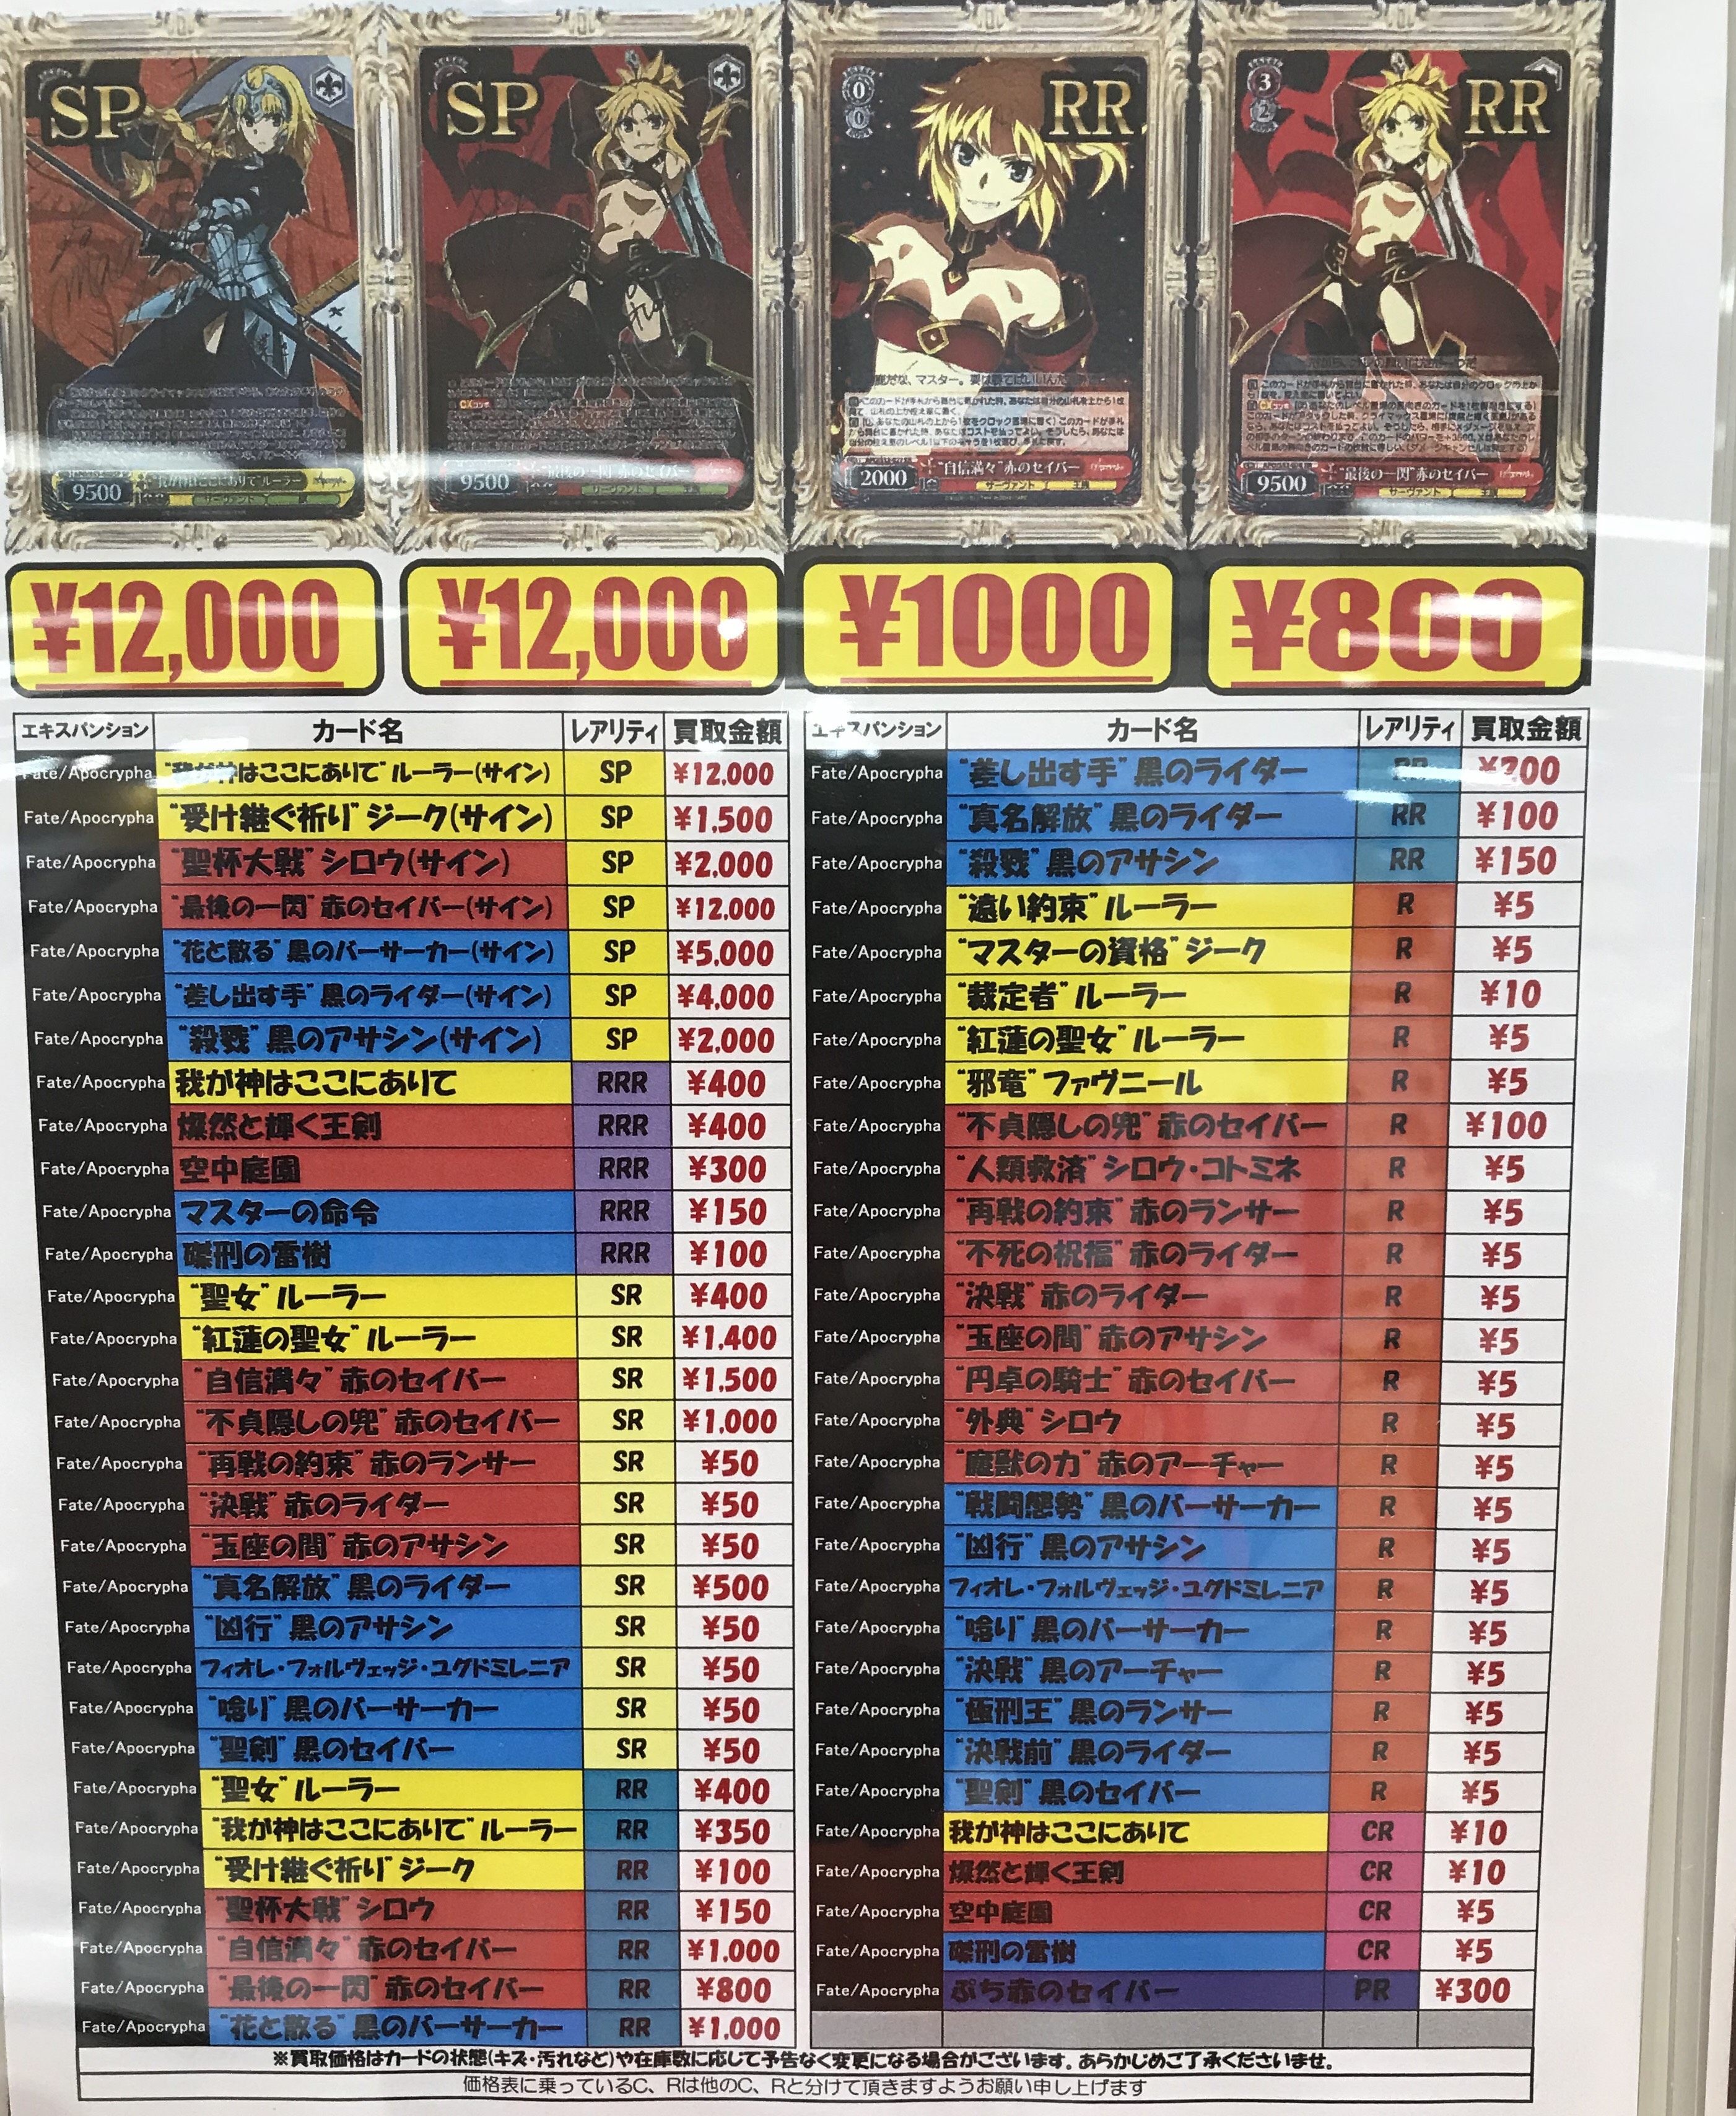 SP
SP
RR
RR
9500 "我が神はここにありて"ルーラー
9500 "最後の一閃"赤のセイバー
2000 "自信満々"赤のセイバー
9500 "最後の一閃"赤のセイバー
¥12,000
¥12,000
¥1000
¥800
エキスパンション カード名 レアリティ 買取金額
Fate/Apocrypha "我が神はここにありて"ルーラー(サイン) SP ¥12,000
Fate/Apocrypha "受け継ぐ祈り"ジーク(サイン) SP ¥1,500
Fate/Apocrypha "聖杯大戦"シロウ(サイン) SP ¥2,000
Fate/Apocrypha "最後の一閃"赤のセイバー(サイン) SP ¥12,000
Fate/Apocrypha "花と散る"黒のバーサーカー(サイン) SP ¥5,000
Fate/Apocrypha "差し出す手"黒のライダー(サイン) SP ¥4,000
Fate/Apocrypha "殺戮"黒のアサシン(サイン) SP ¥2,000
Fate/Apocrypha 我が神はここにありて RRR ¥400
Fate/Apocrypha 燦然と輝く王剣 RRR ¥400
Fate/Apocrypha 空中庭園 RRR ¥300
Fate/Apocrypha マスターの命令 RRR ¥150
Fate/Apocrypha 磔刑の雷樹 RRR ¥100
Fate/Apocrypha "聖女"ルーラー SR ¥400
Fate/Apocrypha "紅蓮の聖女"ルーラー SR ¥1,400
Fate/Apocrypha "自信満々"赤のセイバー SR ¥1,500
Fate/Apocrypha "不貞隠しの兜"赤のセイバー SR ¥1,000
Fate/Apocrypha "再戦の約束"赤のランサー SR ¥50
Fate/Apocrypha "決戦"赤のライダー SR ¥50
Fate/Apocrypha "玉座の間"赤のアサシン SR ¥50
Fate/Apocrypha "真名解放"黒のライダー SR ¥500
Fate/Apocrypha "凶行"黒のアサシン SR ¥50
Fate/Apocrypha フィオレ・フォルヴェッジ・ユグドミレニア SR ¥50
Fate/Apocrypha "唸り"黒のバーサーカー SR ¥50
Fate/Apocrypha "聖剣"黒のセイバー SR ¥50
Fate/Apocrypha "聖女"ルーラー RR ¥400
Fate/Apocrypha "我が神はここにありて"ルーラー RR ¥350
Fate/Apocrypha "受け継ぐ祈り"ジーク RR ¥100
Fate/Apocrypha "聖杯大戦"シロウ RR ¥150
Fate/Apocrypha "自信満々"赤のセイバー RR ¥1,000
Fate/Apocrypha "最後の一閃"赤のセイバー RR ¥800
Fate/Apocrypha "花と散る"黒のバーサーカー RR ¥1,000
エキスパンション カード名 レアリティ 買取金額
Fate/Apocrypha "差し出す手"黒のライダー RR ¥200
Fate/Apocrypha "真名解放"黒のライダー RR ¥100
Fate/Apocrypha "殺戮"黒のアサシン RR ¥150
Fate/Apocrypha "遠い約束"ルーラー R ¥5
Fate/Apocrypha "マスターの資格"ジーク R ¥5
Fate/Apocrypha "裁定者"ルーラー R ¥10
Fate/Apocrypha "紅蓮の聖女"ルーラー R ¥5
Fate/Apocrypha "邪竜"ファヴニール R ¥5
Fate/Apocrypha "不貞隠しの兜"赤のセイバー R ¥100
Fate/Apocrypha "人類救済"シロウ・コトミネ R ¥5
Fate/Apocrypha "再戦の約束"赤のランサー R ¥5
Fate/Apocrypha "不死の祝福"赤のライダー R ¥5
Fate/Apocrypha "決戦"赤のライダー R ¥5
Fate/Apocrypha "玉座の間"赤のアサシン R ¥5
Fate/Apocrypha "円卓の騎士"赤のセイバー R ¥5
Fate/Apocrypha "外典"シロウ R ¥5
Fate/Apocrypha "魔獣の力"赤のアーチャー R ¥5
Fate/Apocrypha "戦闘態勢"黒のバーサーカー R ¥5
Fate/Apocrypha "凶行"黒のアサシン R ¥5
Fate/Apocrypha フィオレ・フォルヴェッジ・ユグドミレニア R ¥5
Fate/Apocrypha "唸り"黒のバーサーカー R ¥5
Fate/Apocrypha "決戦"黒のアーチャー R ¥5
Fate/Apocrypha "極刑王"黒のランサー R ¥5
Fate/Apocrypha "決戦前"黒のライダー R ¥5
Fate/Apocrypha "聖剣"黒のセイバー R ¥5
Fate/Apocrypha 我が神はここにありて CR ¥10
Fate/Apocrypha 燦然と輝く王剣 CR ¥10
Fate/Apocrypha 空中庭園 CR ¥5
Fate/Apocrypha 磔刑の雷樹 CR ¥5
Fate/Apocrypha ぷち赤のセイバー PR ¥300
※買取価格はカードの状態(キズ・汚れなど)や在庫数に応じて予告なく変更になる場合がございます。あらかじめご了承くださいませ。
価格表に乗っているC、Rは他のC、Rと分けて頂きますようお願い申し上げます